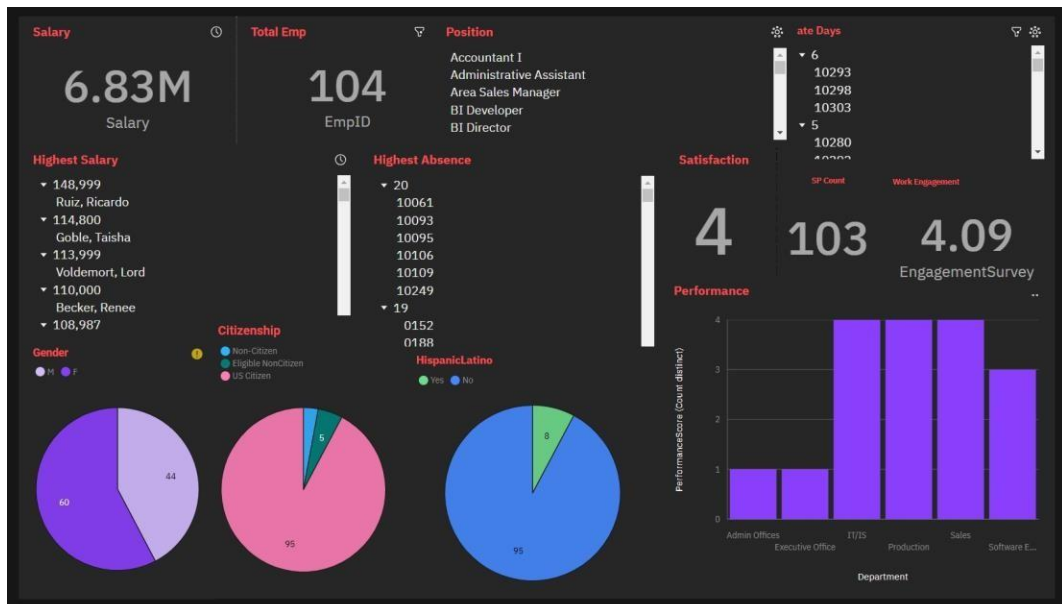 Salary
6.83M
Salary
Total Emp
104
EmpID
Position
Accountant I
Administrative Assistant
Area Sales Manager
BI Developer
BI Director
ate Days
6
10293
10298
10303
5
10280
Highest Salary
148,999
Ruiz, Ricardo
114,800
Goble, Taisha
113,999
Voldemort, Lord
110,000
Becker, Renee
108,987
Highest Absence
20
10061
10093
10095
10106
10109
10249
19
0152
0188
Satisfaction
4
SP Count
103
Work Engagement
4.09
EngagementSurvey
Gender
M F
44
60
Citizenship
Non-Citizen
Eligible NonCitizen
US Citizen
5
95
HispanicLatino
Yes No
8
95
Performance
PerformanceScore (Count distinct)
4
3
2
1
0
Admin Offices
Executive Office
IT/IS
Production
Sales
Software E...
Department